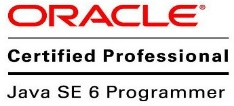 ORACLE®
Certified Professional
Java SE 6 Programmer